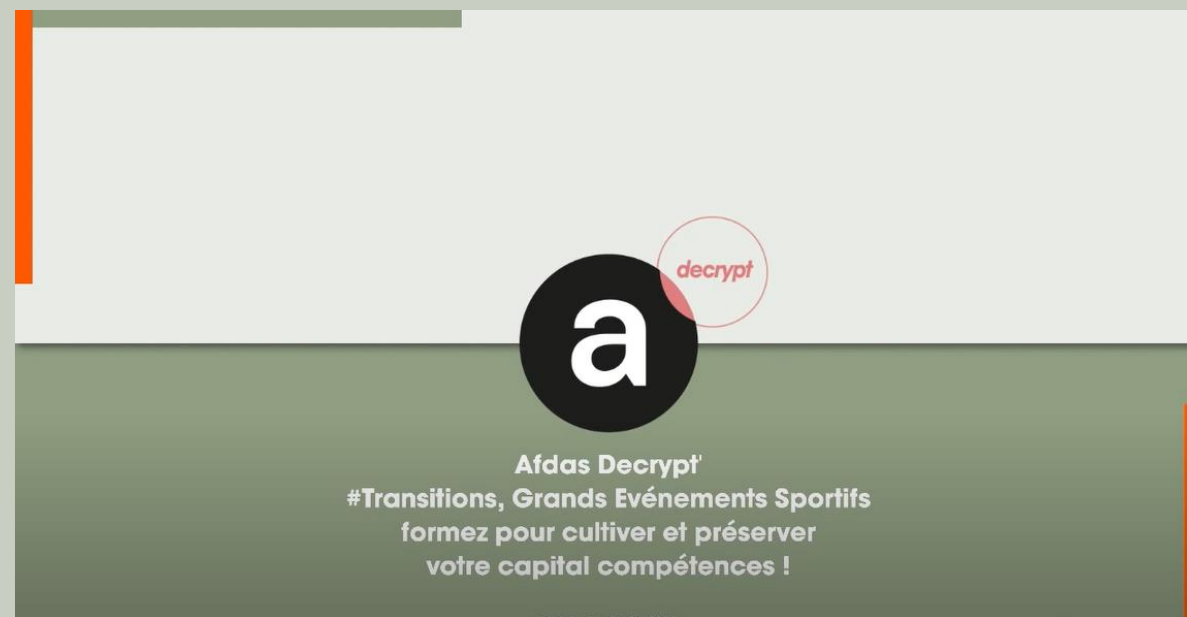 decrypt
a
Afdas Decrypt'
#Transitions, Grands Evénements Sportifs
formez pour cultiver et préserver
votre capital compétences !